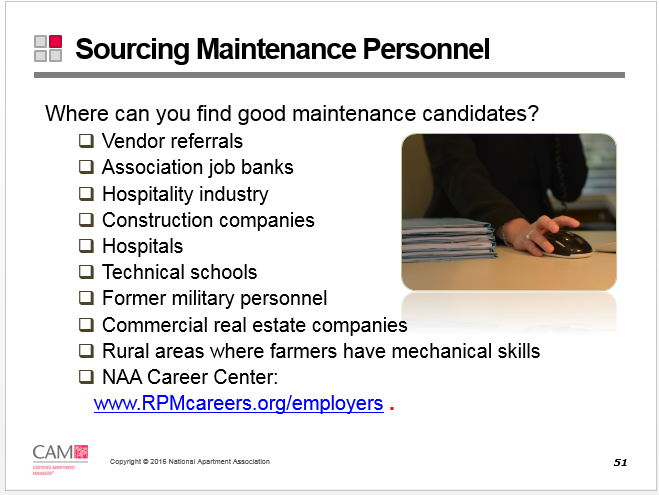 Sourcing Maintenance Personnel
Where can you find good maintenance candidates?
Vendor referrals
Association job banks
Hospitality industry
Construction companies
Hospitals
Technical schools
Former military personnel
Commercial real estate companies
Rural areas where farmers have mechanical skills
NAA Career Center:
www.RPMcareers.org/employers .
CAM
CERTIFIED APARTMENT
MANAGER
Copyright © 2016 National Apartment Association
51